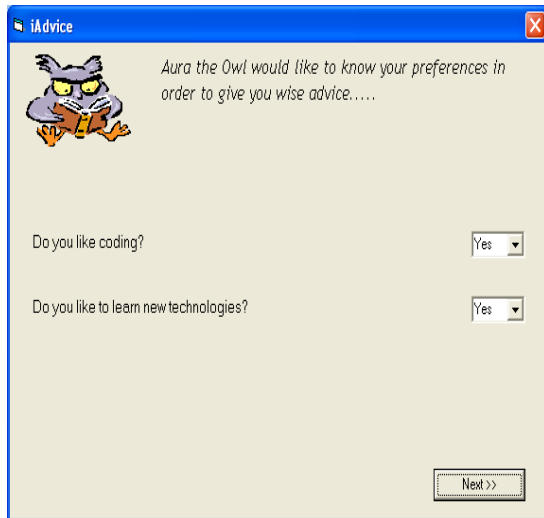 iAdvice
Aura the Owl would like to know your preferences in
order to give you wise advice.....
Do you like coding?
Yes
Do you like to learn new technologies?
Yes
Next >>